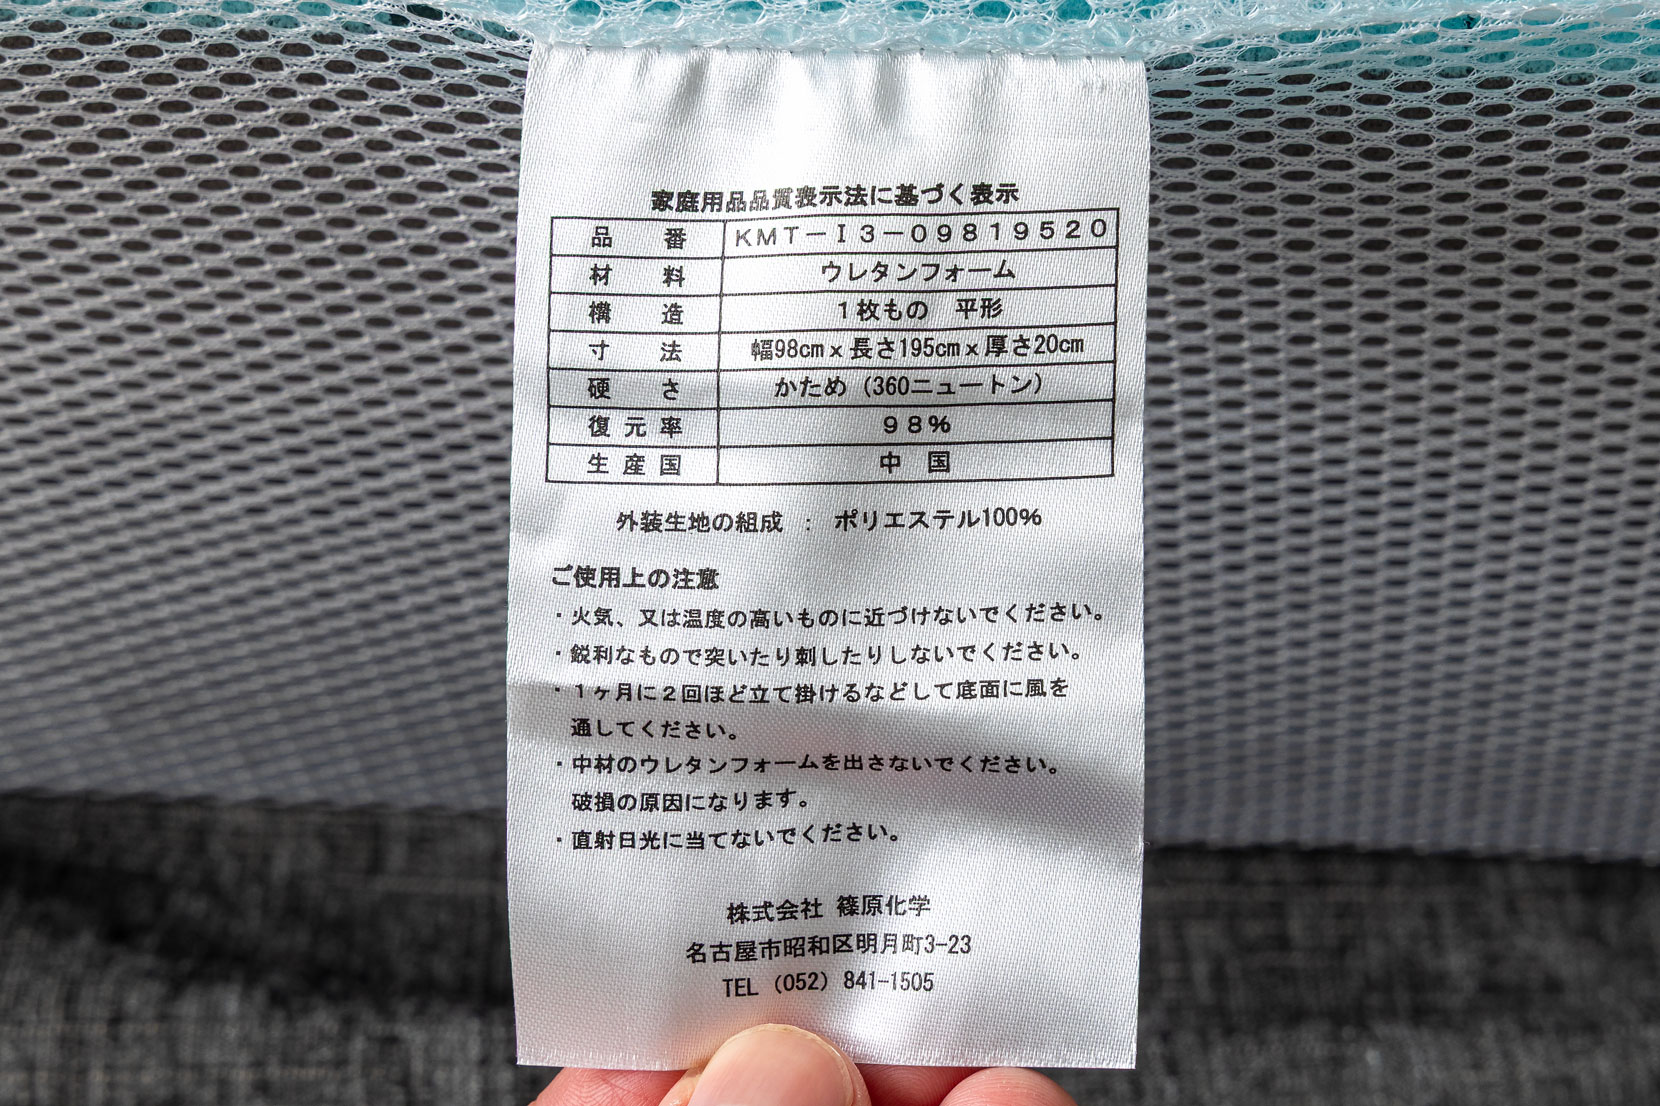 家庭用品品質表示法に基づく表示
品番 KMT-I3-09819520
材料 ウレタンフォーム
構造 1枚もの 平形
寸法 幅98cm x 長さ195cm x 厚さ20cm
硬さ かため（360ニュートン）
復元率 98%
生産国 中国
外装生地の組成 : ポリエステル100%
ご使用上の注意
・火気、又は温度の高いものに近づけないでください。
・鋭利なもので突いたり刺したりしないでください。
・1ヶ月に2回ほど立て掛けるなどして底面に風を
通してください。
・中材のウレタンフォームを出さないでください。
破損の原因になります。
・直射日光に当てないでください。
株式会社 篠原化学
名古屋市昭和区明月町3-23
TEL（052）841-1505